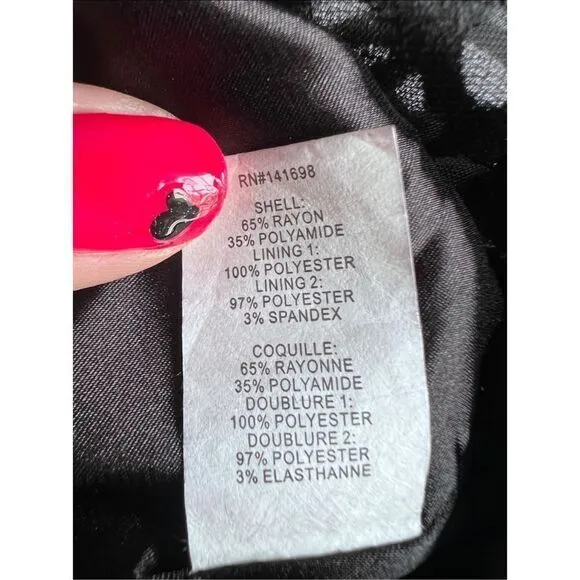 RN#141698
SHELL:
65% RAYON
35% POLYAMIDE
LINING 1:
100% POLYESTER
LINING 2:
97% POLYESTER
3% SPANDEX
COQUILLE:
65% RAYONNE
35% POLYAMIDE
DOUBLURE 1:
100% POLYESTER
DOUBLURE 2:
97% POLYESTER
3% ELASTHANNE